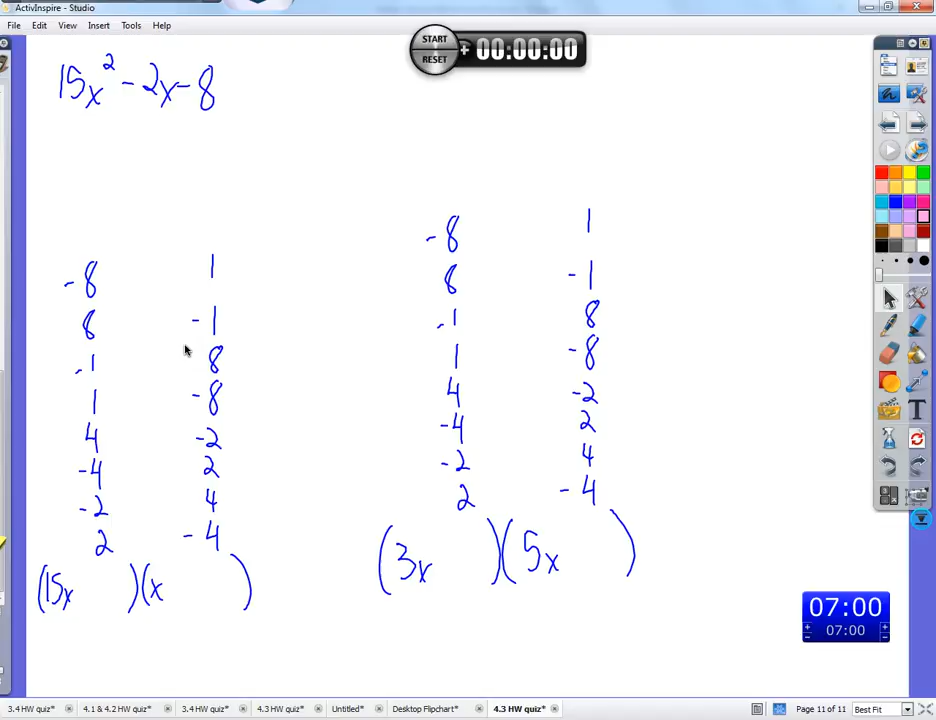 ActivInspire - Studio
File Edit View Insert Tools Help
START
RESET
00:00:00
15x² - 2x - 8
-8 1
8 -1
-1 8
1 -8
4 -2
-4 2
-2 4
2 -4
(15x )(x )
-8 1
8 -1
-1 8
1 -8
4 -2
-4 2
-2 4
2 -4
(3x )(5x )
T
07:00
07:00
3.4 HW quiz* 4.1 & 4.2 HW quiz* 3.4 HW quiz* 4.3 HW quiz* Untitled* Desktop Flipchart* 4.3 HW quiz* Page 11 of 11 Best Fit